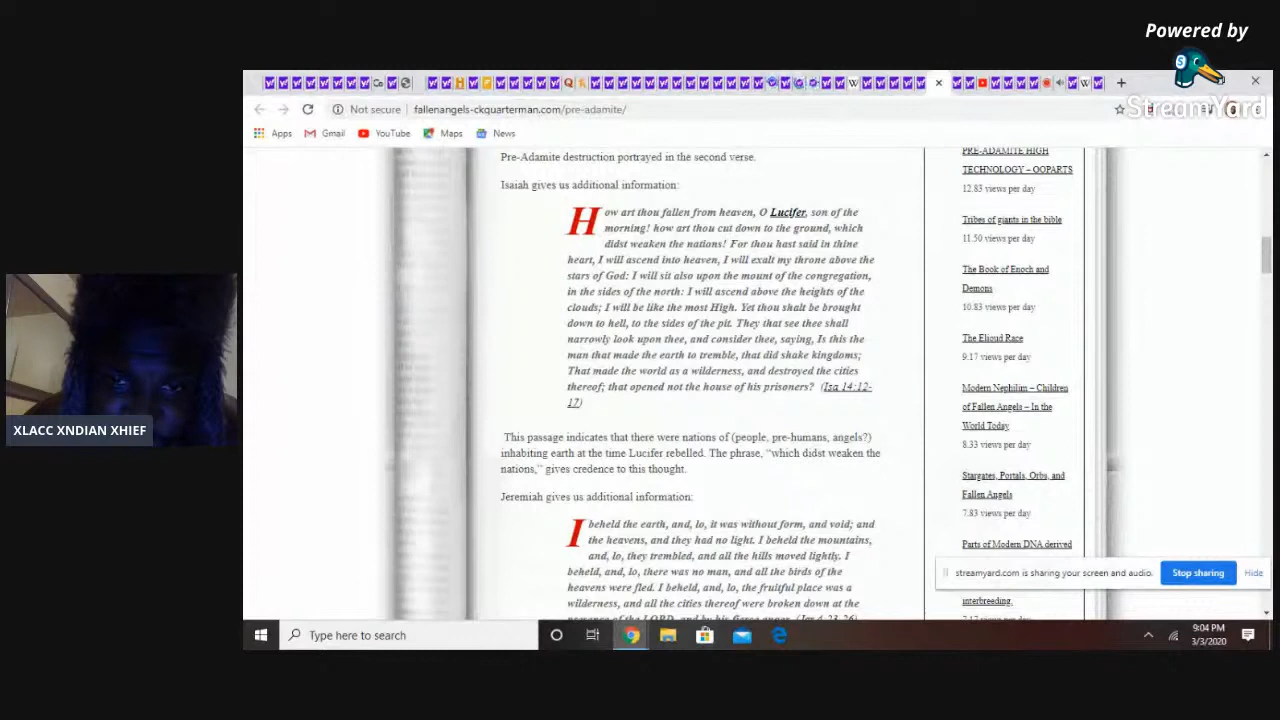 Powered by
StreamYard
Not secure
fallenangels-ckquarterman.com/pre-adamite/
Apps
Gmail
YouTube
Maps
News
Pre-Adamite destruction portrayed in the second verse.
Isaiah gives us additional information:
How art thou fallen from heaven, O Lucifer, son of the
morning! how art thou cut down to the ground, which
didst weaken the nations! For thou hast said in thine
heart, I will ascend into heaven, I will exalt my throne above the
stars of God: I will sit also upon the mount of the congregation,
in the sides of the north: I will ascend above the heights of the
clouds; I will be like the most High. Yet thou shalt be brought
down to hell, to the sides of the pit. They that see thee shall
narrowly look upon thee, and consider thee, saying, Is this the
man that made the earth to tremble, that did shake kingdoms;
That made the world as a wilderness, and destroyed the cities
thereof; that opened not the house of his prisoners? (Isa 14:12-
17)
This passage indicates that there were nations of (people, pre-humans, angels?)
inhabiting earth at the time Lucifer rebelled. The phrase, “which didst weaken the
nations,” gives credence to this thought.
Jeremiah gives us additional information:
I beheld the earth, and, lo, it was without form, and void; and
the heavens, and they had no light. I beheld the mountains,
and, lo, they trembled, and all the hills moved lightly. I
beheld, and, lo, there was no man, and all the birds of the
heavens were fled. I beheld, and, lo, the fruitful place was a
wilderness, and all the cities thereof were broken down at the
PRE-ADAMITE HIGH
TECHNOLOGY – OOPARTS
12.83 views per day
Tribes of giants in the bible
11.50 views per day
The Book of Enoch and
Demons
10.83 views per day
The Elioud Race
9.17 views per day
Modern Nephilim – Children
of Fallen Angels – In the
World Today
8.33 views per day
Stargates, Portals, Orbs, and
Fallen Angels
7.83 views per day
Parts of Modern DNA derived
interbreeding.
streamyard.com is sharing your screen and audio.
Stop sharing
Hide
XLACC XNDIAN XHIEF
Type here to search
9:04 PM
3/3/2020